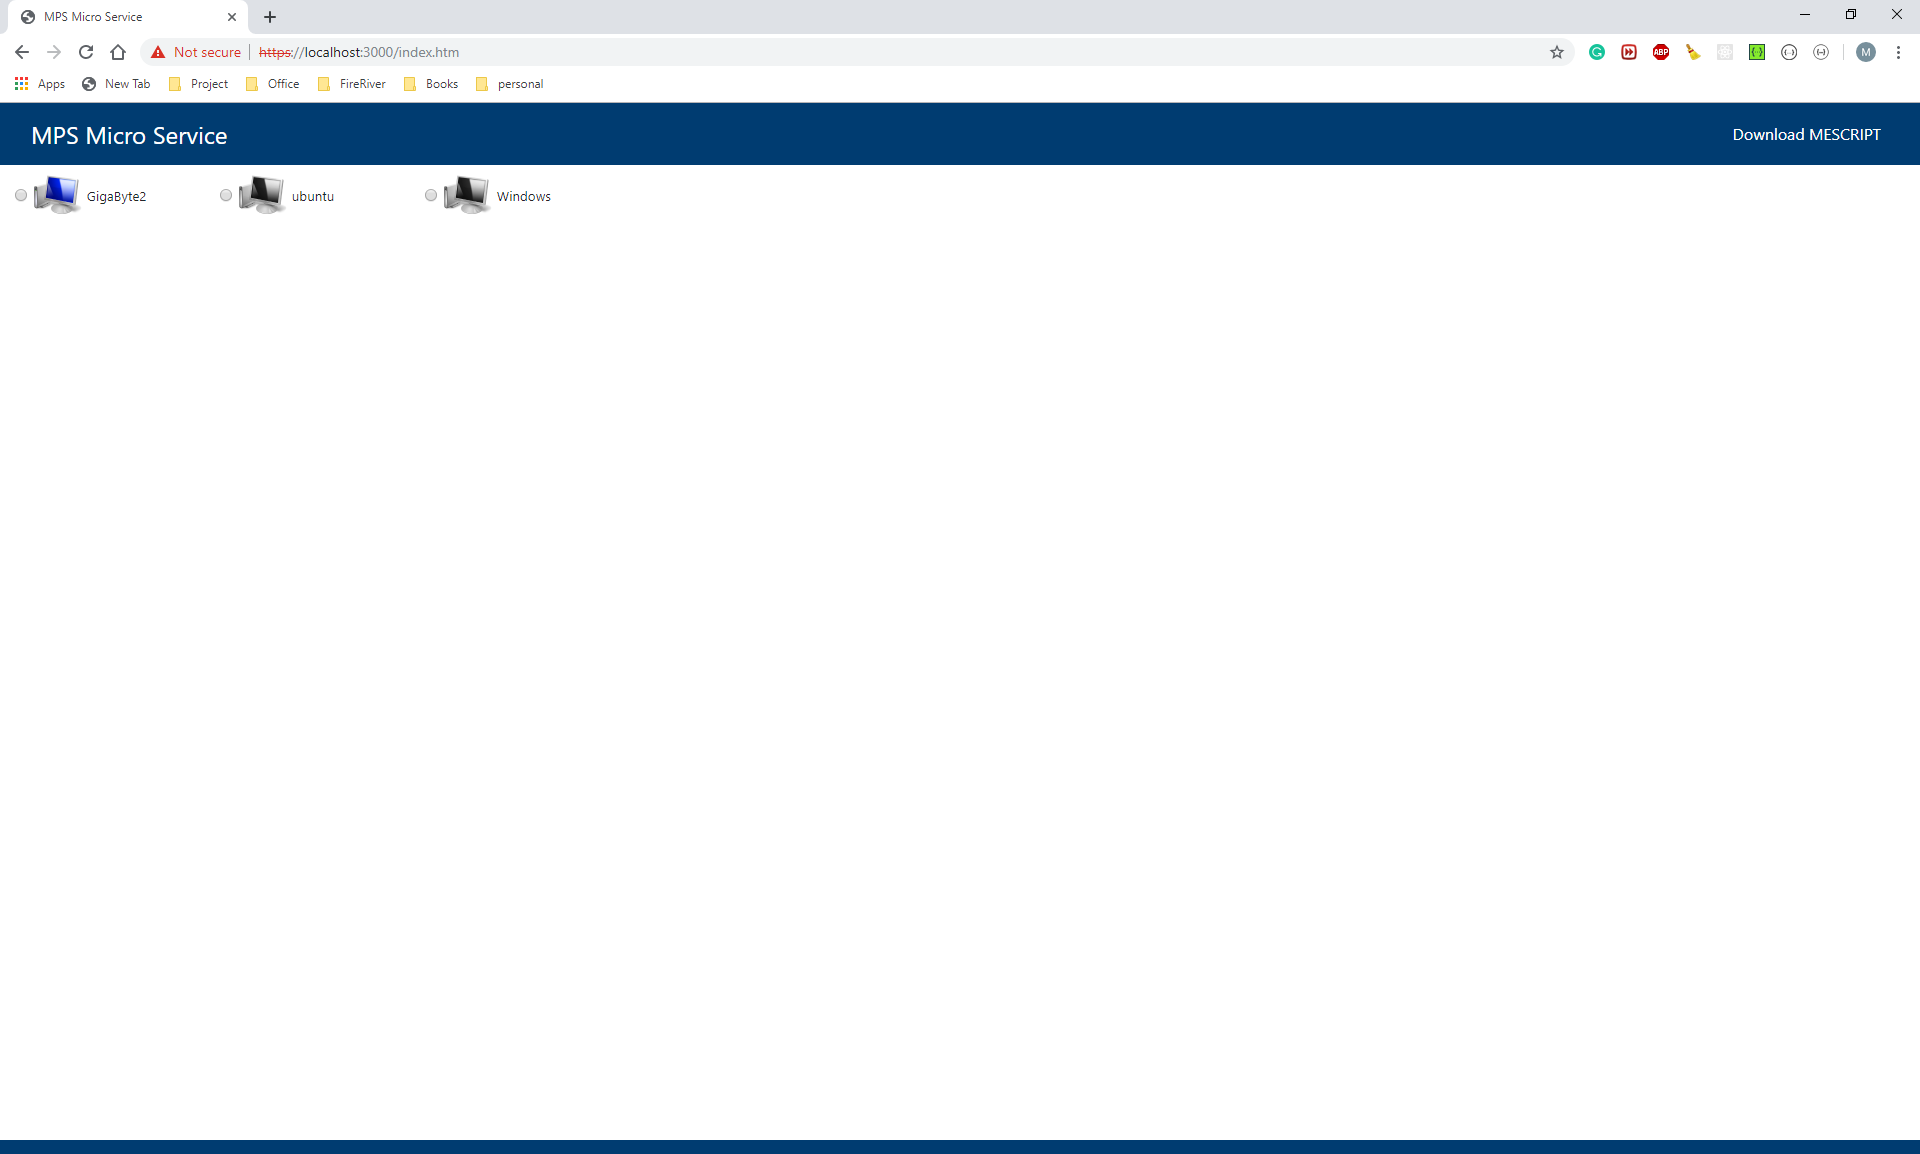 MPS Micro Service
Not secure https://localhost:3000/index.htm ABP M
Apps New Tab Project Office FireRiver Books personal
MPS Micro Service Download MESCRIPT
GigaByte2 ubuntu Windows